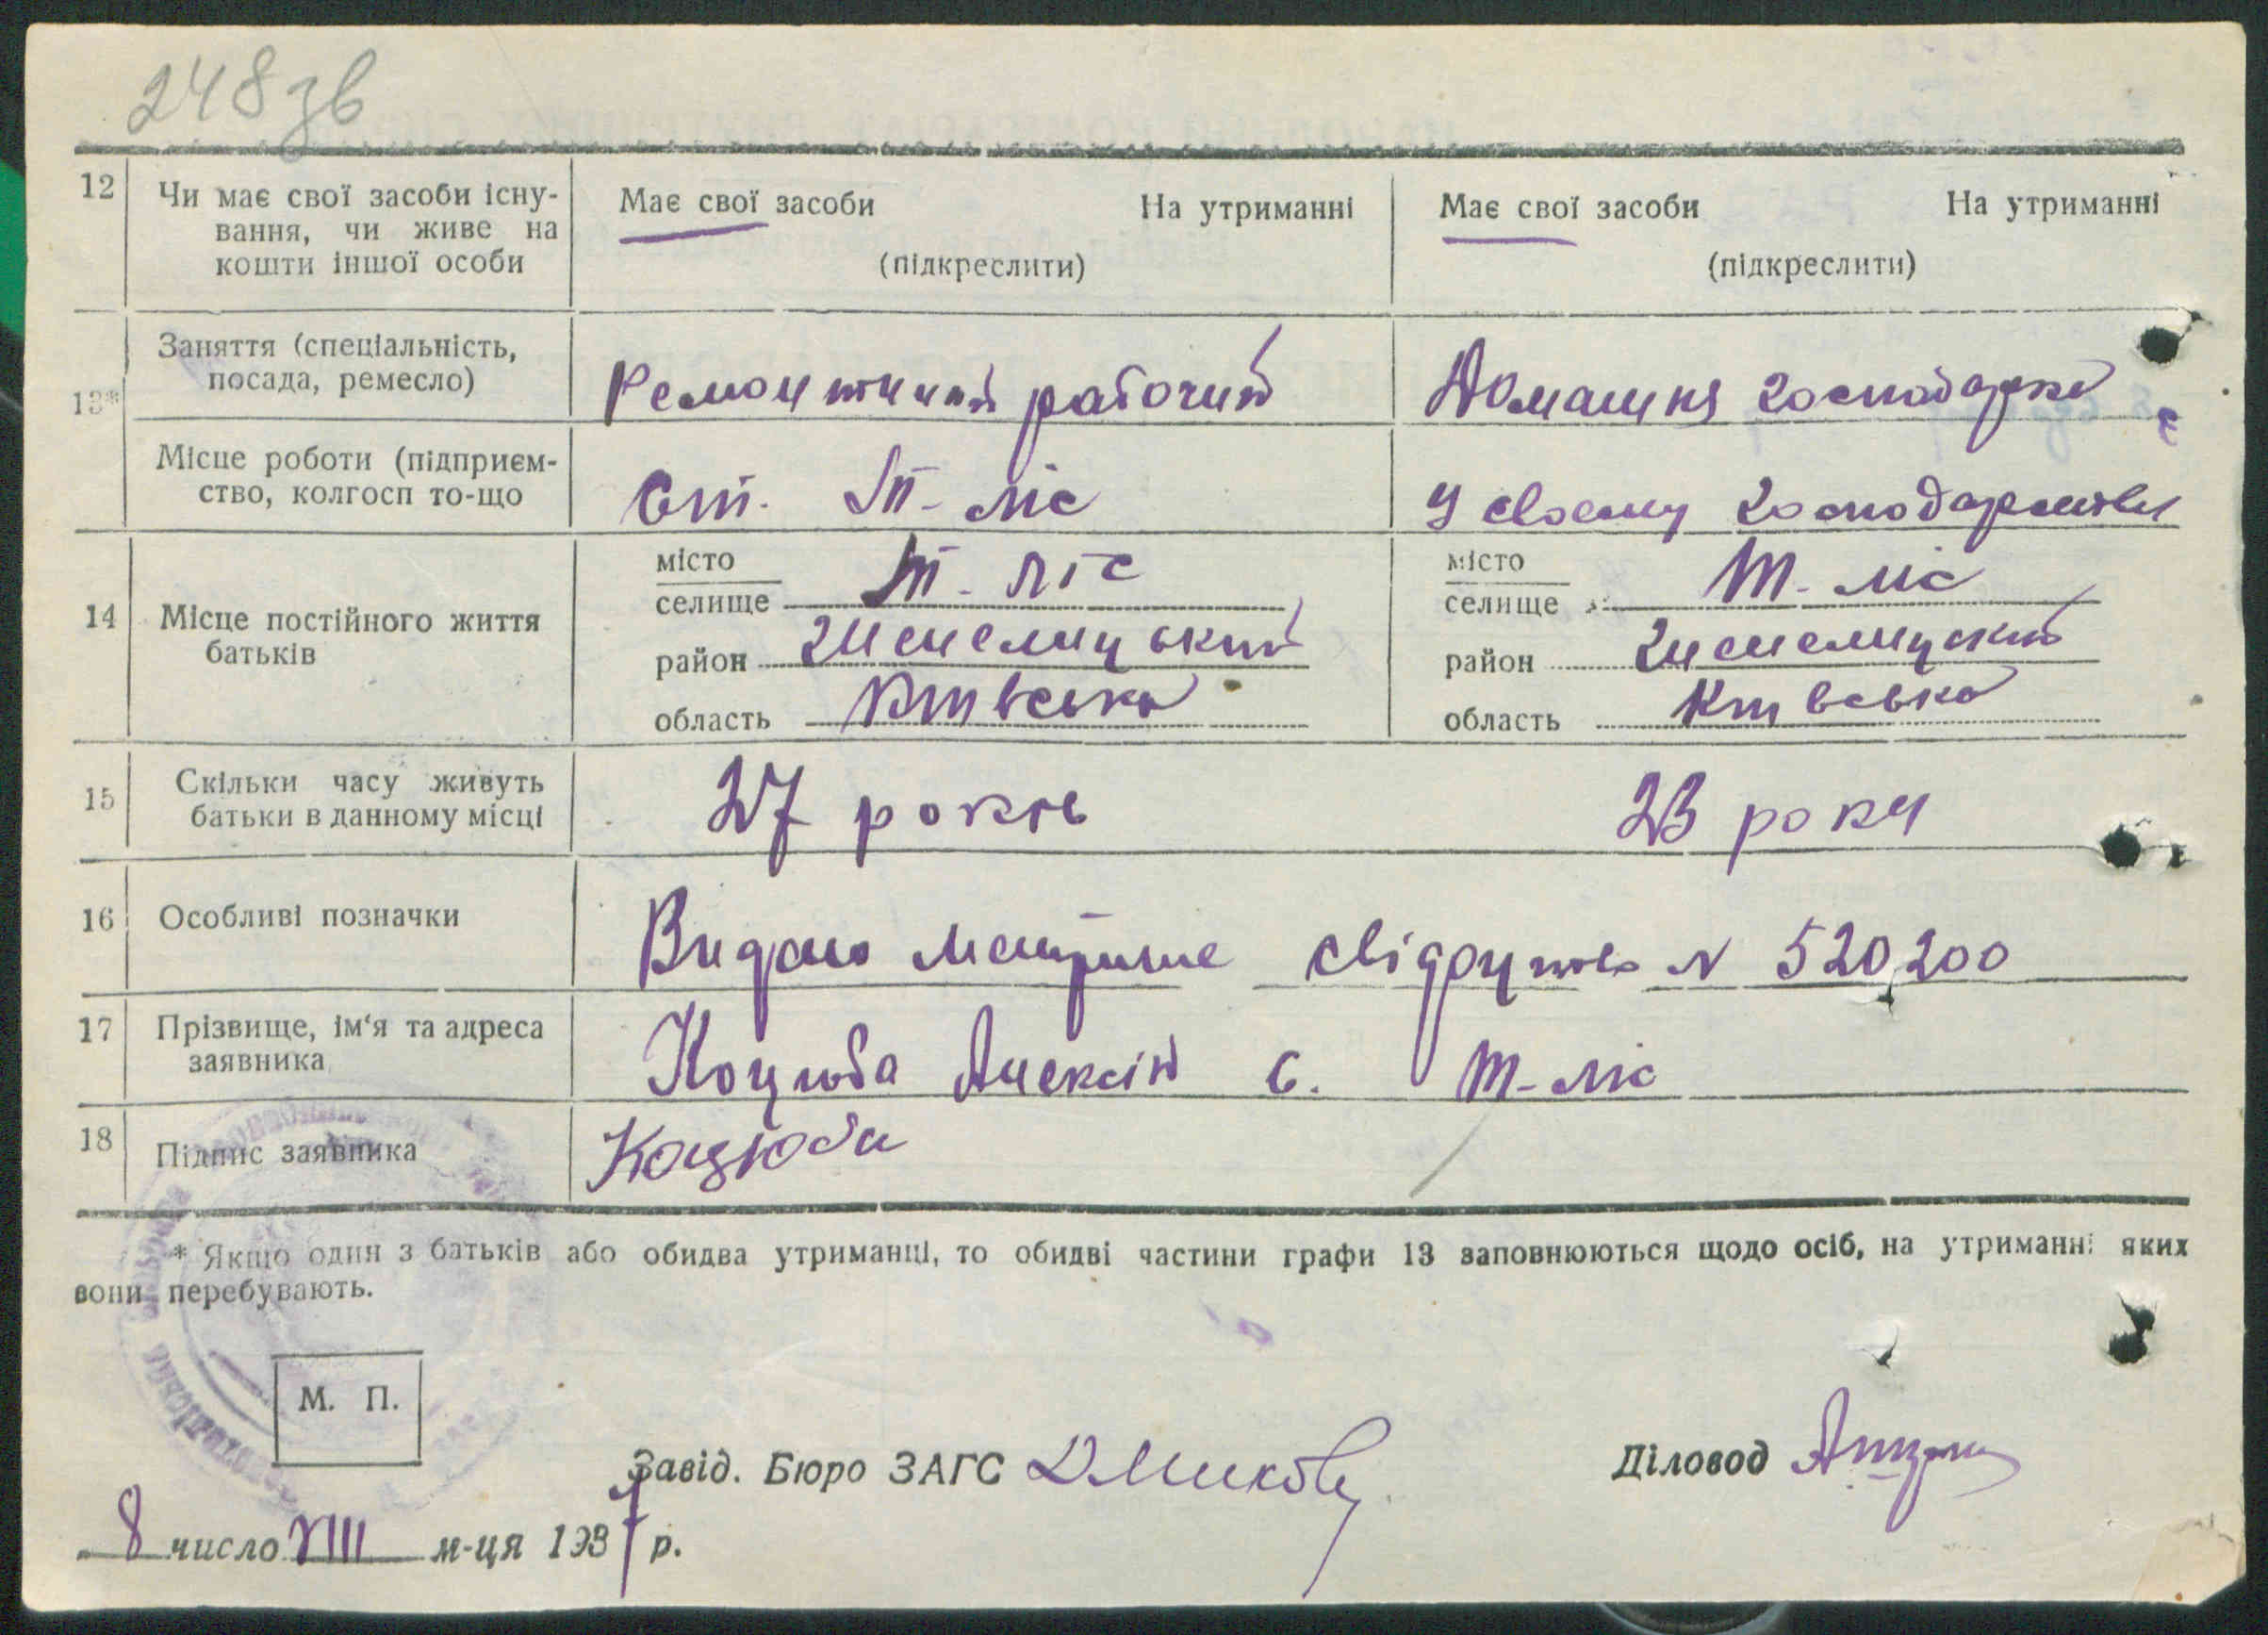 248зв
12 Чи має свої засоби існу-
вання, чи живе на
кошти іншої особи
Має свої засоби На утриманні
(підкреслити)
Має свої засоби На утриманні
(підкреслити)
13*
Заняття (спеціальність,
посада, ремесло)
Ремонтний рабочий
Домашня господарка
Місце роботи (підприєм-
ство, колгосп то-що
Ст. Т-ліс
У своєму господарстві
14 Місце постійного життя
батьків
місто
селище Т-ліс
район
область Київська
місто
селище Т-ліс
район
область Київська
15 Скільки часу живуть
батьки в данному місці
27 років
23 роки
16 Особливі позначки
Видано метричне свідоцтво N 520200
17 Прізвище, ім'я та адреса
заявника
Коцюба Алексій с. Т-ліс
18 Підпис заявника
Коцюба
* Якщо один з батьків або обидва утриманці, то обидві частини графи 13 заповнюються щодо осіб, на утриманні яких
вони перебувають.
М. П.
Завід. Бюро ЗАГС
Діловод
8 число VIII м-ця 1937 р.